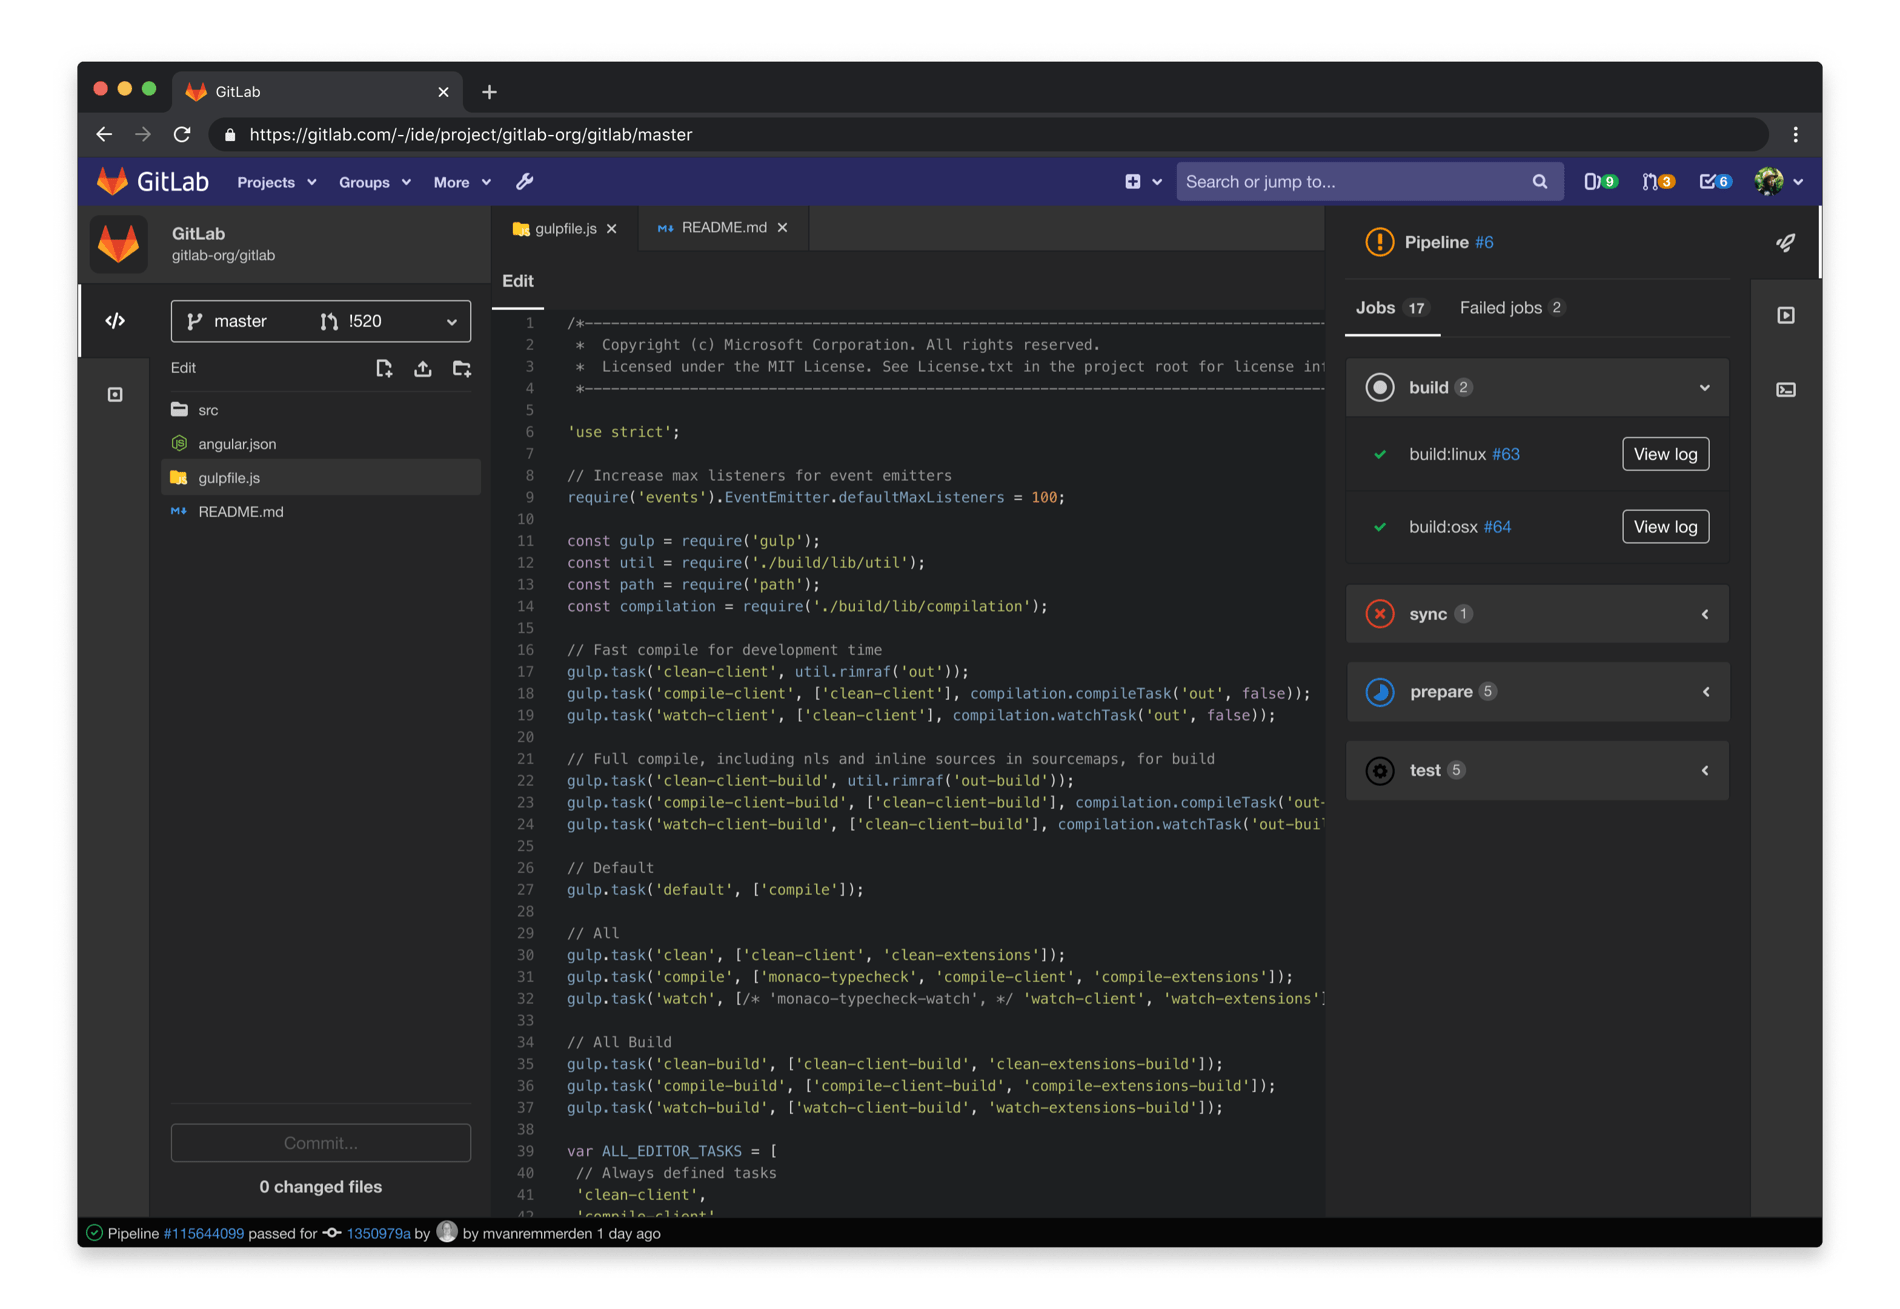 GitLab
https://gitlab.com/-/ide/project/gitlab-org/gitlab/master
GitLab Projects Groups More Search or jump to... 9 3 6
GitLab
gitlab-org/gitlab
master !520
Edit
src
angular.json
gulpfile.js
README.md
Commit...
0 changed files
gulpfile.js README.md
Edit
1 /*---------------------------------------------------------------------------------------
2 * Copyright (c) Microsoft Corporation. All rights reserved.
3 * Licensed under the MIT License. See License.txt in the project root for license inf
4 *---------------------------------------------------------------------------------------
5
6 'use strict';
7
8 // Increase max listeners for event emitters
9 require('events').EventEmitter.defaultMaxListeners = 100;
10
11 const gulp = require('gulp');
12 const util = require('./build/lib/util');
13 const path = require('path');
14 const compilation = require('./build/lib/compilation');
15
16 // Fast compile for development time
17 gulp.task('clean-client', util.rimraf('out'));
18 gulp.task('compile-client', ['clean-client'], compilation.compileTask('out', false));
19 gulp.task('watch-client', ['clean-client'], compilation.watchTask('out', false));
20
21 // Full compile, including nls and inline sources in sourcemaps, for build
22 gulp.task('clean-client-build', util.rimraf('out-build'));
23 gulp.task('compile-client-build', ['clean-client-build'], compilation.compileTask('out-
24 gulp.task('watch-client-build', ['clean-client-build'], compilation.watchTask('out-buil
25
26 // Default
27 gulp.task('default', ['compile']);
28
29 // All
30 gulp.task('clean', ['clean-client', 'clean-extensions']);
31 gulp.task('compile', ['monaco-typecheck', 'compile-client', 'compile-extensions']);
32 gulp.task('watch', [/* 'monaco-typecheck-watch', */ 'watch-client', 'watch-extensions']
33
34 // All Build
35 gulp.task('clean-build', ['clean-client-build', 'clean-extensions-build']);
36 gulp.task('compile-build', ['compile-client-build', 'compile-extensions-build']);
37 gulp.task('watch-build', ['watch-client-build', 'watch-extensions-build']);
38
39 var ALL_EDITOR_TASKS = [
40 // Always defined tasks
41 'clean-client',
42 'compile-client'
Pipeline #6
Jobs 17 Failed jobs 2
build 2
build:linux #63 View log
build:osx #64 View log
sync 1
prepare 5
test 5
Pipeline #115644099 passed for 1350979a by by mvanremmerden 1 day ago